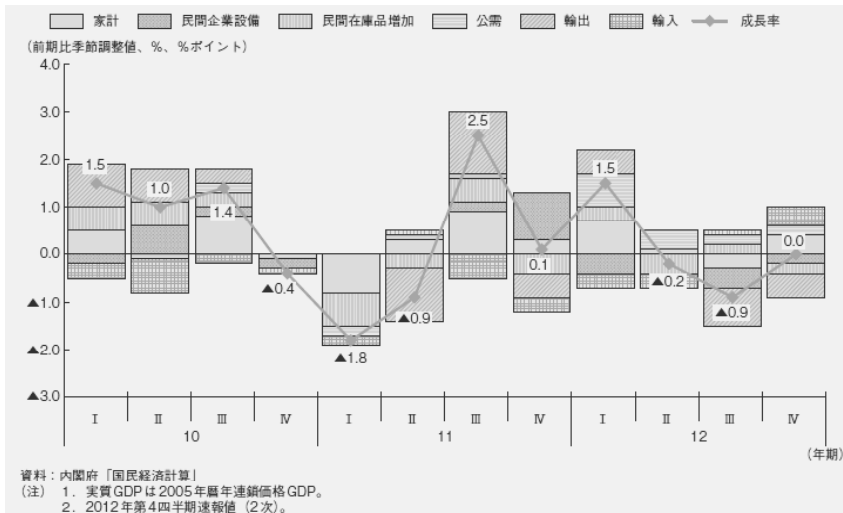 家計 民間企業設備 民間在庫品増加 公需 輸出 輸入 成長率
(前期比季節調整値、%、%ポイント)
4.0
3.0
2.0
1.0
0.0
▲1.0
▲2.0
▲3.0
1.5
1.0
1.4
▲0.4
▲1.8
▲0.9
2.5
0.1
1.5
▲0.2
▲0.9
0.0
Ⅰ Ⅱ Ⅲ Ⅳ Ⅰ Ⅱ Ⅲ Ⅳ Ⅰ Ⅱ Ⅲ Ⅳ
10 11 12
(年期)
資料:内閣府「国民経済計算」
(注) 1. 実質GDPは2005年暦年連鎖価格GDP。
2. 2012年第4四半期速報値(2次)。